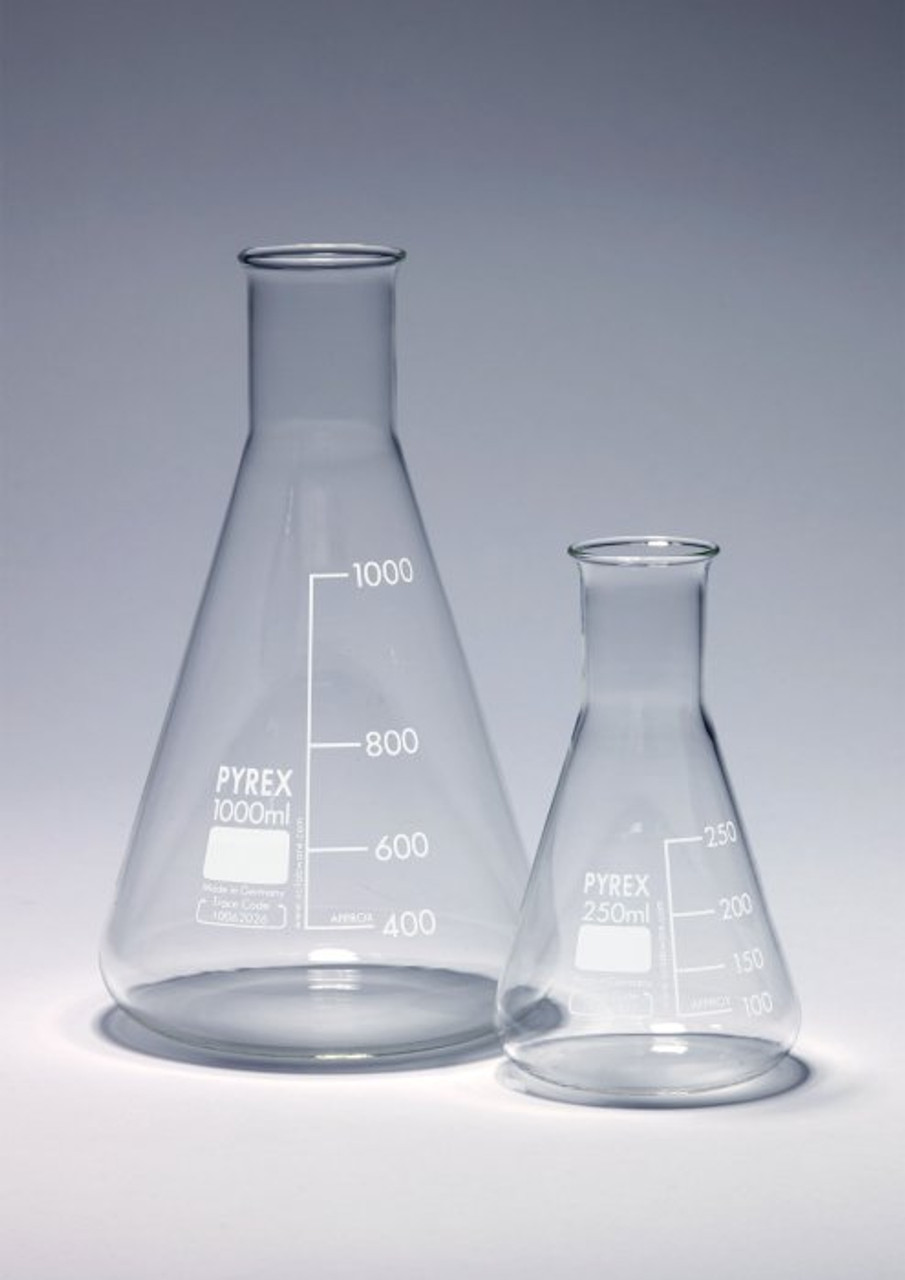 1000
800
600
APPROX 400
PYREX
1000ml
Made in Germany
Trace Code
10062026
250
200
150
APPROX 100
PYREX
250ml